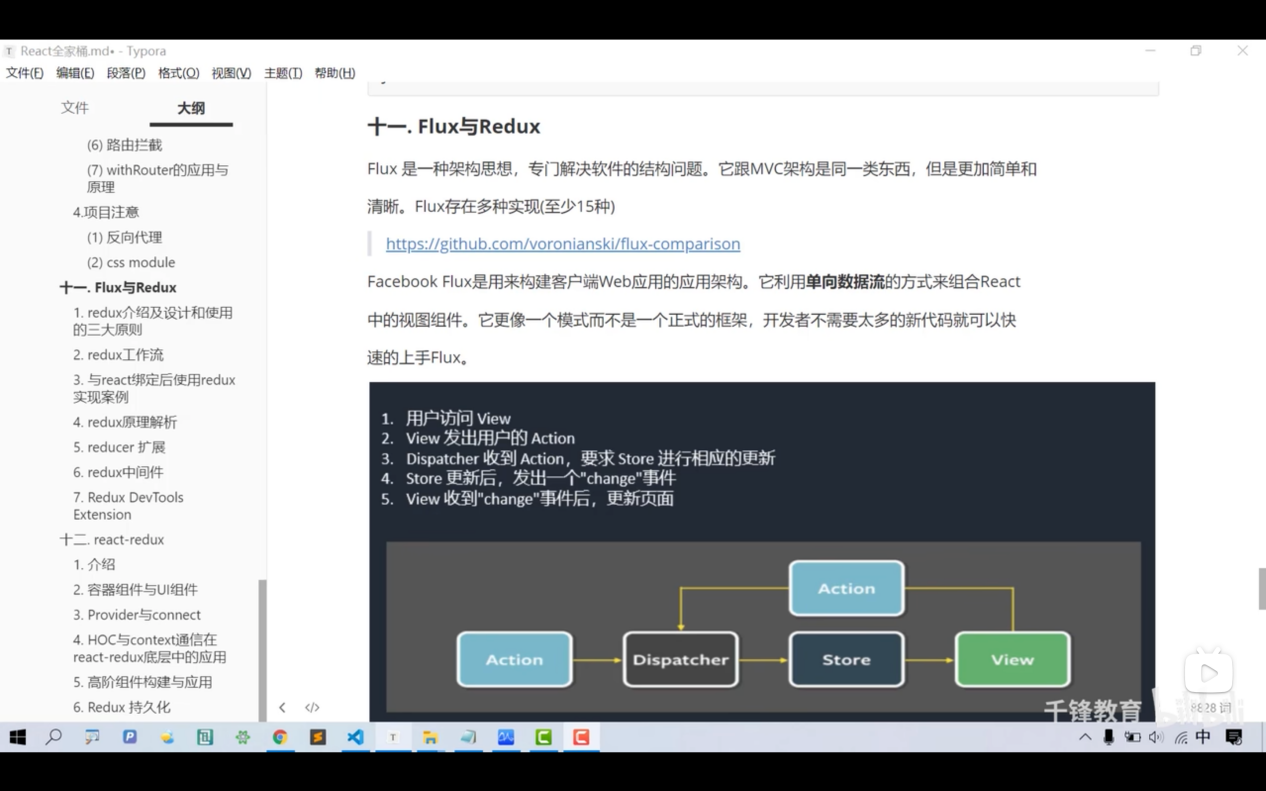 React全家桶.md• - Typora
文件(F) 编辑(E) 段落(P) 格式(O) 视图(V) 主题(T) 帮助(H)
文件 大纲
(6) 路由拦截
(7) withRouter的应用与
原理
4.项目注意
(1) 反向代理
(2) css module
十一. Flux与Redux
1. redux介绍及设计和使用
的三大原则
2. redux工作流
3. 与react绑定后使用redux
实现案例
4. redux原理解析
5. reducer 扩展
6. redux中间件
7. Redux DevTools
Extension
十二. react-redux
1. 介绍
2. 容器组件与UI组件
3. Provider与connect
4. HOC与context通信在
react-redux底层中的应用
5. 高阶组件构建与应用
6. Redux 持久化
十一. Flux与Redux
Flux 是一种架构思想，专门解决软件的结构问题。它跟MVC架构是同一类东西，但是更加简单和
清晰。Flux存在多种实现(至少15种)
https://github.com/voronianski/flux-comparison
Facebook Flux是用来构建客户端Web应用的应用架构。它利用单向数据流的方式来组合React
中的视图组件。它更像一个模式而不是一个正式的框架，开发者不需要太多的新代码就可以快
速的上手Flux。
1. 用户访问 View
2. View 发出用户的 Action
3. Dispatcher 收到 Action，要求 Store 进行相应的更新
4. Store 更新后，发出一个"change"事件
5. View 收到"change"事件后，更新页面
Action
Action Dispatcher Store View
千锋教育 bilibili
8828 词
中